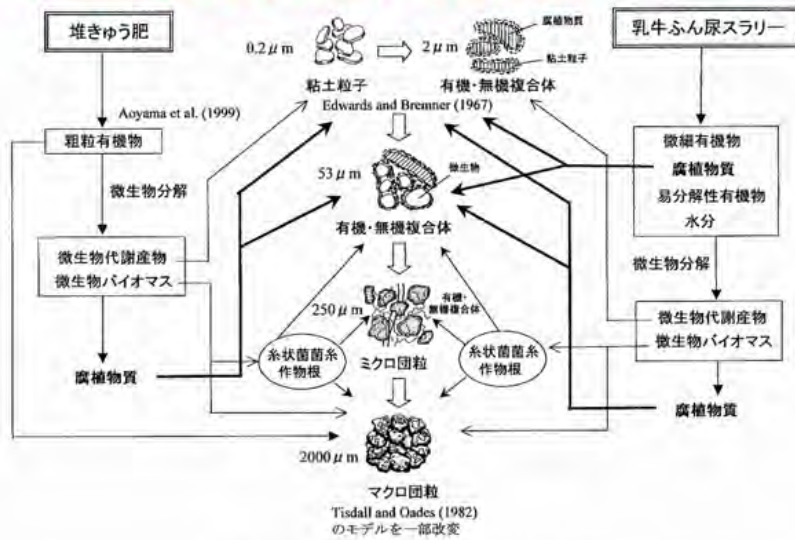 堆きゅう肥
Aoyama et al. (1999)
粗粒有機物
微生物分解
微生物代謝産物
微生物バイオマス
腐植物質
0.2μm
粘土粒子
2μm
腐植物質
粘土粒子
有機・無機複合体
Edwards and Bremner (1967)
53μm
微生物
有機・無機複合体
250μm
有機・
無機複合体
ミクロ団粒
糸状菌菌糸
作物根
糸状菌菌糸
作物根
2000μm
マクロ団粒
Tisdall and Oades (1982)
のモデルを一部改変
乳牛ふん尿スラリー
微細有機物
腐植物質
易分解性有機物
水分
微生物分解
微生物代謝産物
微生物バイオマス
腐植物質